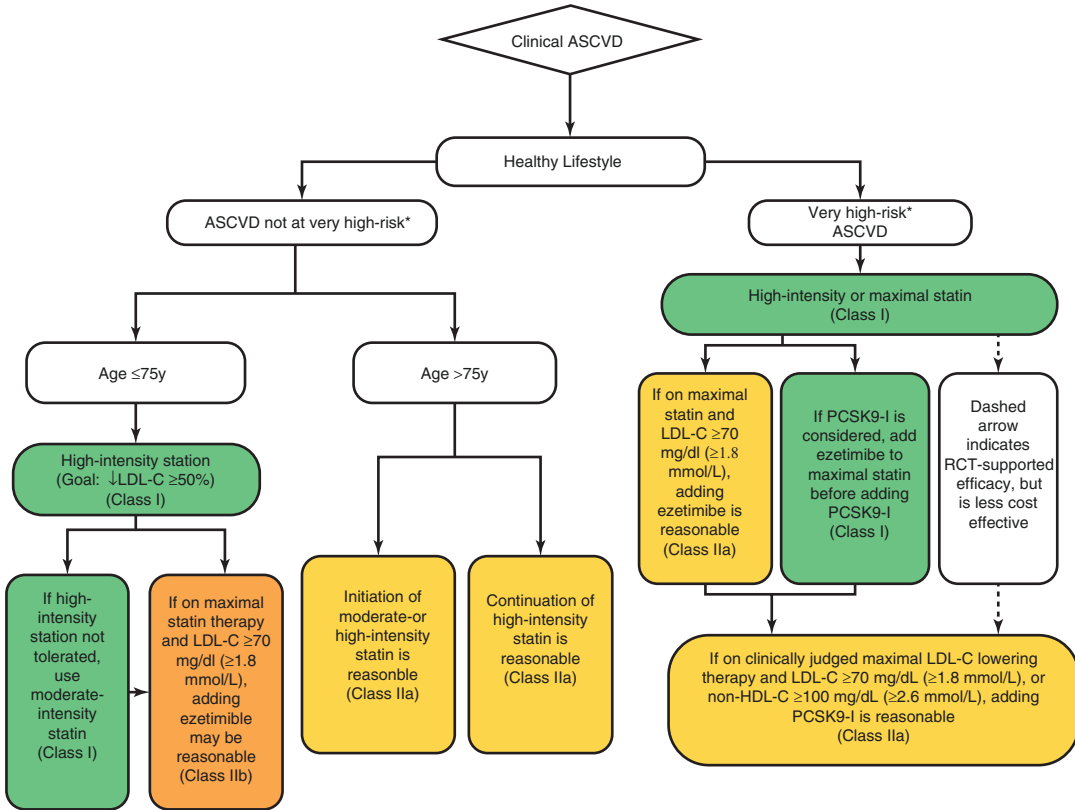 Clinical ASCVD
Healthy Lifestyle
ASCVD not at very high-risk*
Very high-risk*
ASCVD
High-intensity or maximal statin
(Class I)
Age ≤75y
Age >75y
High-intensity station
(Goal: ↓LDL-C ≥50%)
(Class I)
If high-
intensity
station not
tolerated,
use
moderate-
intensity
statin
(Class I)
If on maximal
statin therapy
and LDL-C ≥70
mg/dl (≥1.8
mmol/L),
adding
ezetimible
may be
reasonable
(Class IIb)
Initiation of
moderate-or
high-intensity
statin is
reasonble
(Class IIa)
Continuation of
high-intensity
statin is
reasonable
(Class IIa)
If on maximal
statin and
LDL-C ≥70
mg/dl (≥1.8
mmol/L),
adding
ezetimibe is
reasonable
(Class IIa)
If PCSK9-I is
considered, add
ezetimibe to
maximal statin
before adding
PCSK9-I
(Class I)
Dashed
arrow
indicates
RCT-supported
efficacy, but
is less cost
effective
If on clinically judged maximal LDL-C lowering
therapy and LDL-C ≥70 mg/dL (≥1.8 mmol/L), or
non-HDL-C ≥100 mg/dL (≥2.6 mmol/L), adding
PCSK9-I is reasonable
(Class IIa)